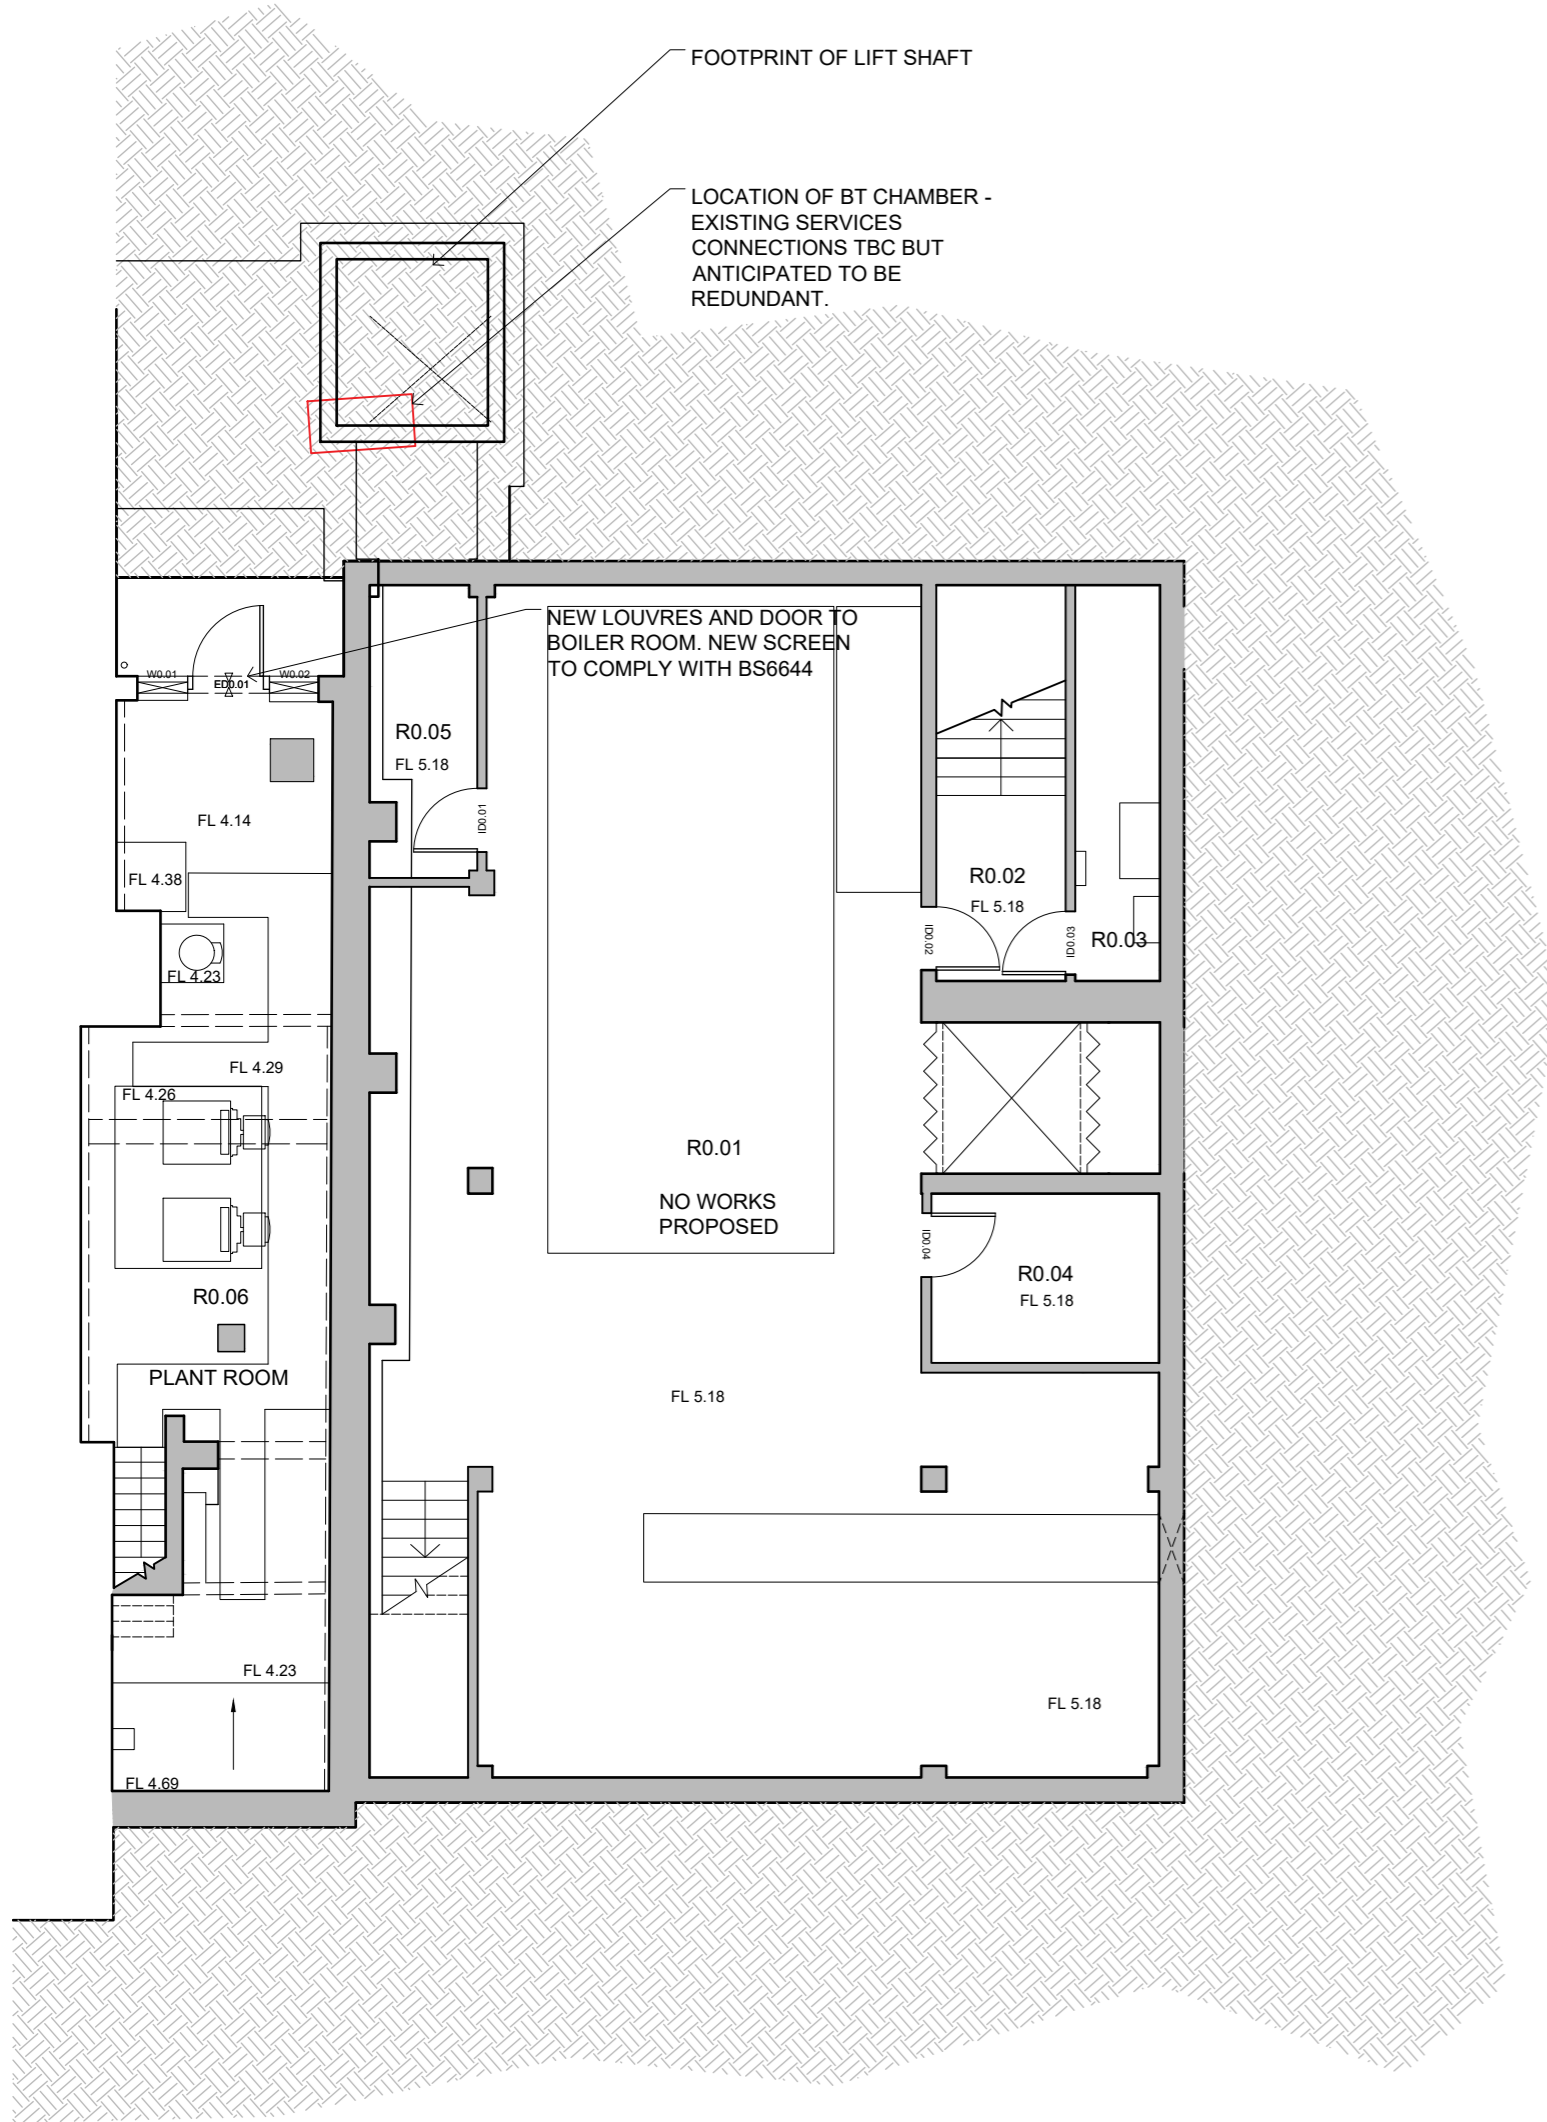 FOOTPRINT OF LIFT SHAFT
LOCATION OF BT CHAMBER -
EXISTING SERVICES
CONNECTIONS TBC BUT
ANTICIPATED TO BE
REDUNDANT.
NEW LOUVRES AND DOOR TO
BOILER ROOM. NEW SCREEN
TO COMPLY WITH BS6644
W0.01
ED0.01
W0.02
R0.05
FL 5.18
ID0.01
FL 4.14
FL 4.38
R0.02
FL 5.18
ID0.02
ID0.03
R0.03
FL 4.23
FL 4.29
FL 4.26
R0.01
NO WORKS
PROPOSED
ID0.04
R0.04
FL 5.18
R0.06
PLANT ROOM
FL 5.18
FL 4.23
FL 5.18
FL 4.69